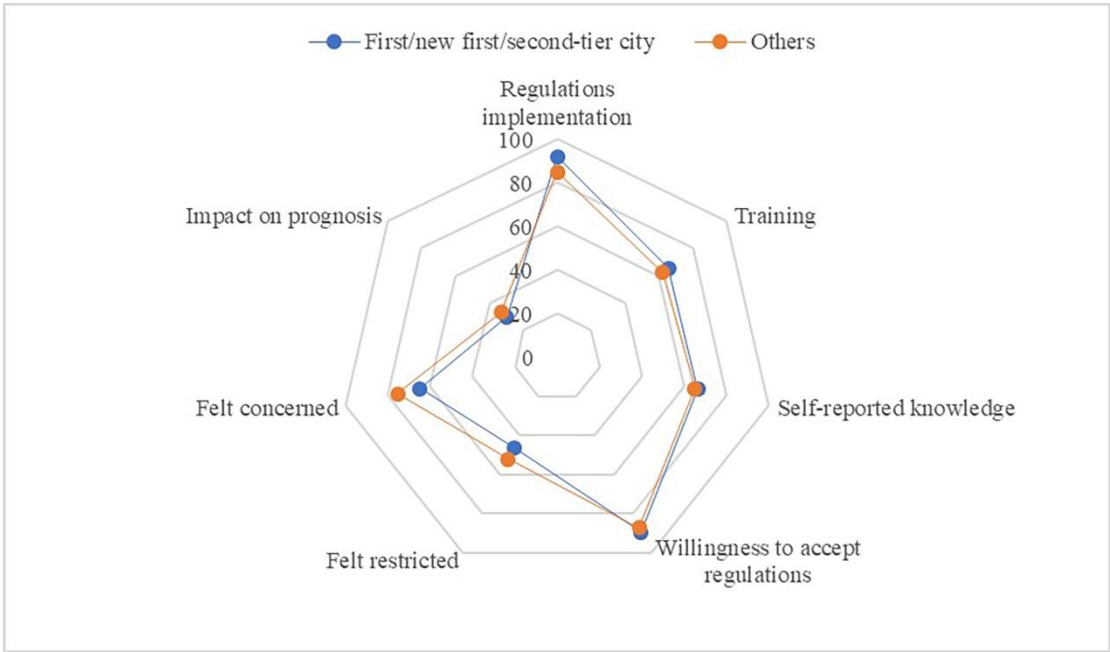 First/new first/second-tier city
Others
Regulations
implementation
100
80
60
40
20
0
Training
Impact on prognosis
Self-reported knowledge
Felt concerned
Willingness to accept
regulations
Felt restricted